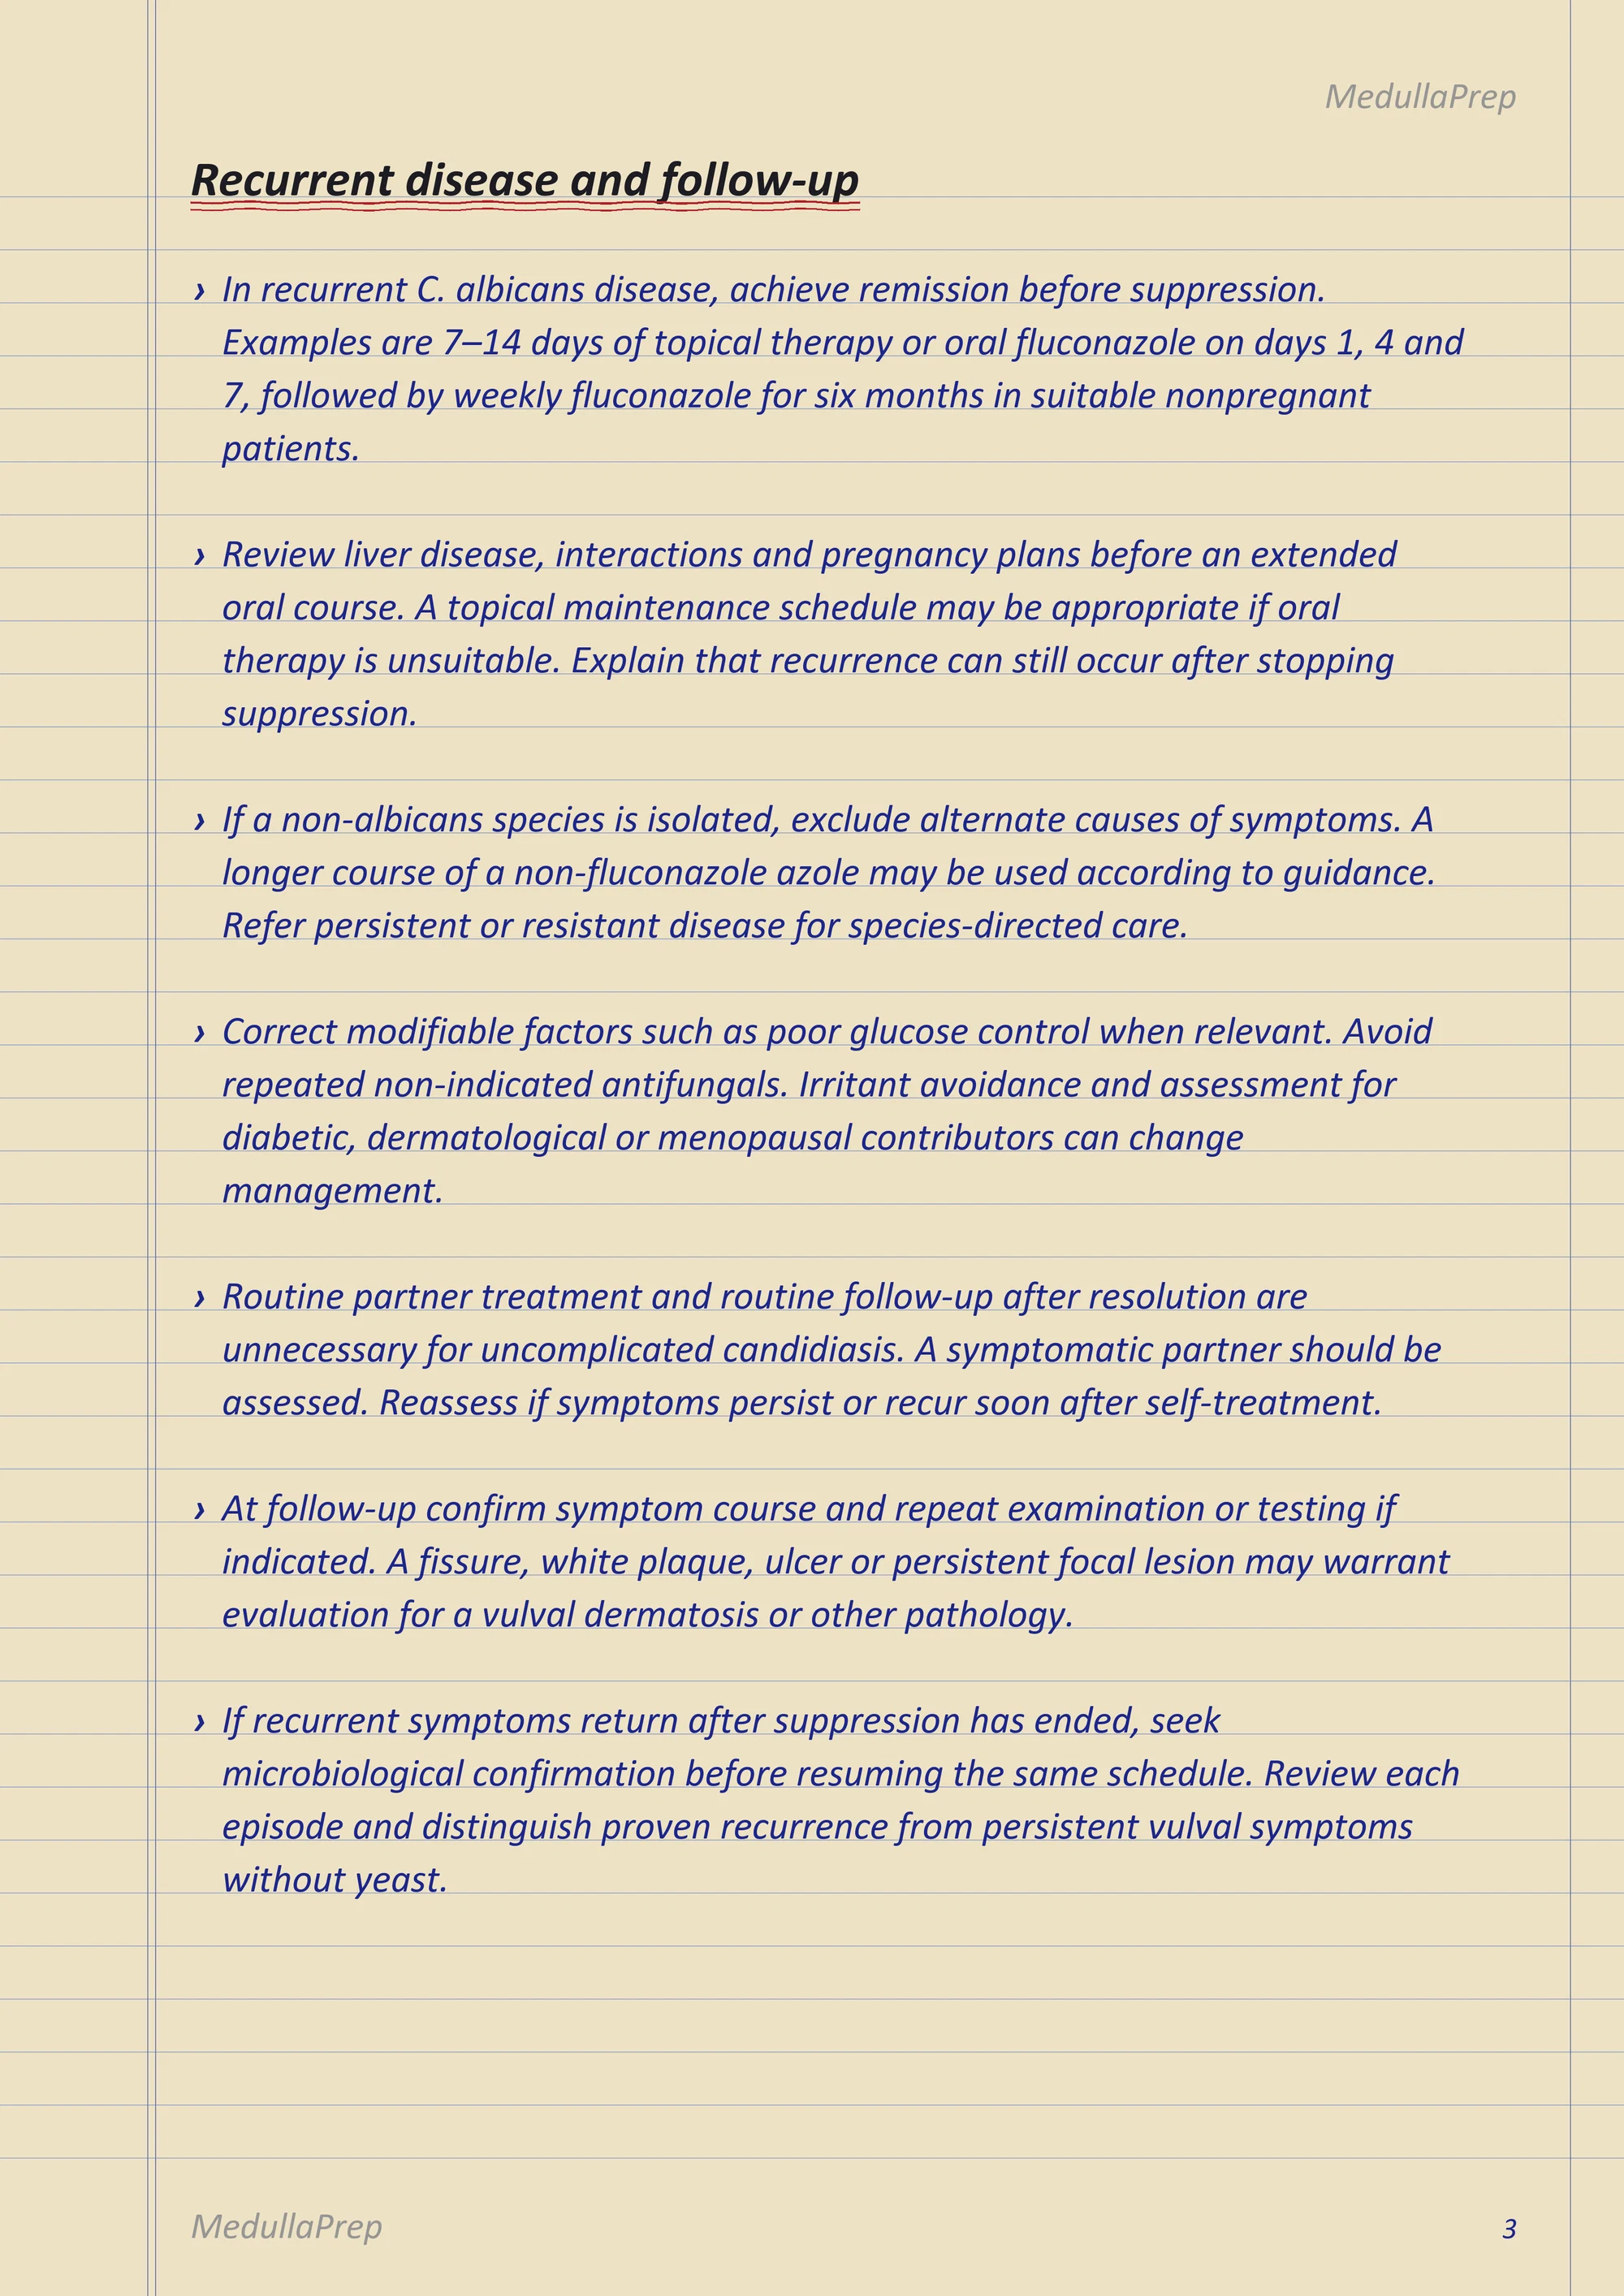 MedullaPrep
Recurrent disease and follow-up
› In recurrent C. albicans disease, achieve remission before suppression.
Examples are 7–14 days of topical therapy or oral fluconazole on days 1, 4 and
7, followed by weekly fluconazole for six months in suitable nonpregnant
patients.
› Review liver disease, interactions and pregnancy plans before an extended
oral course. A topical maintenance schedule may be appropriate if oral
therapy is unsuitable. Explain that recurrence can still occur after stopping
suppression.
› If a non-albicans species is isolated, exclude alternate causes of symptoms. A
longer course of a non-fluconazole azole may be used according to guidance.
Refer persistent or resistant disease for species-directed care.
› Correct modifiable factors such as poor glucose control when relevant. Avoid
repeated non-indicated antifungals. Irritant avoidance and assessment for
diabetic, dermatological or menopausal contributors can change
management.
› Routine partner treatment and routine follow-up after resolution are
unnecessary for uncomplicated candidiasis. A symptomatic partner should be
assessed. Reassess if symptoms persist or recur soon after self-treatment.
› At follow-up confirm symptom course and repeat examination or testing if
indicated. A fissure, white plaque, ulcer or persistent focal lesion may warrant
evaluation for a vulval dermatosis or other pathology.
› If recurrent symptoms return after suppression has ended, seek
microbiological confirmation before resuming the same schedule. Review each
episode and distinguish proven recurrence from persistent vulval symptoms
without yeast.
MedullaPrep
3